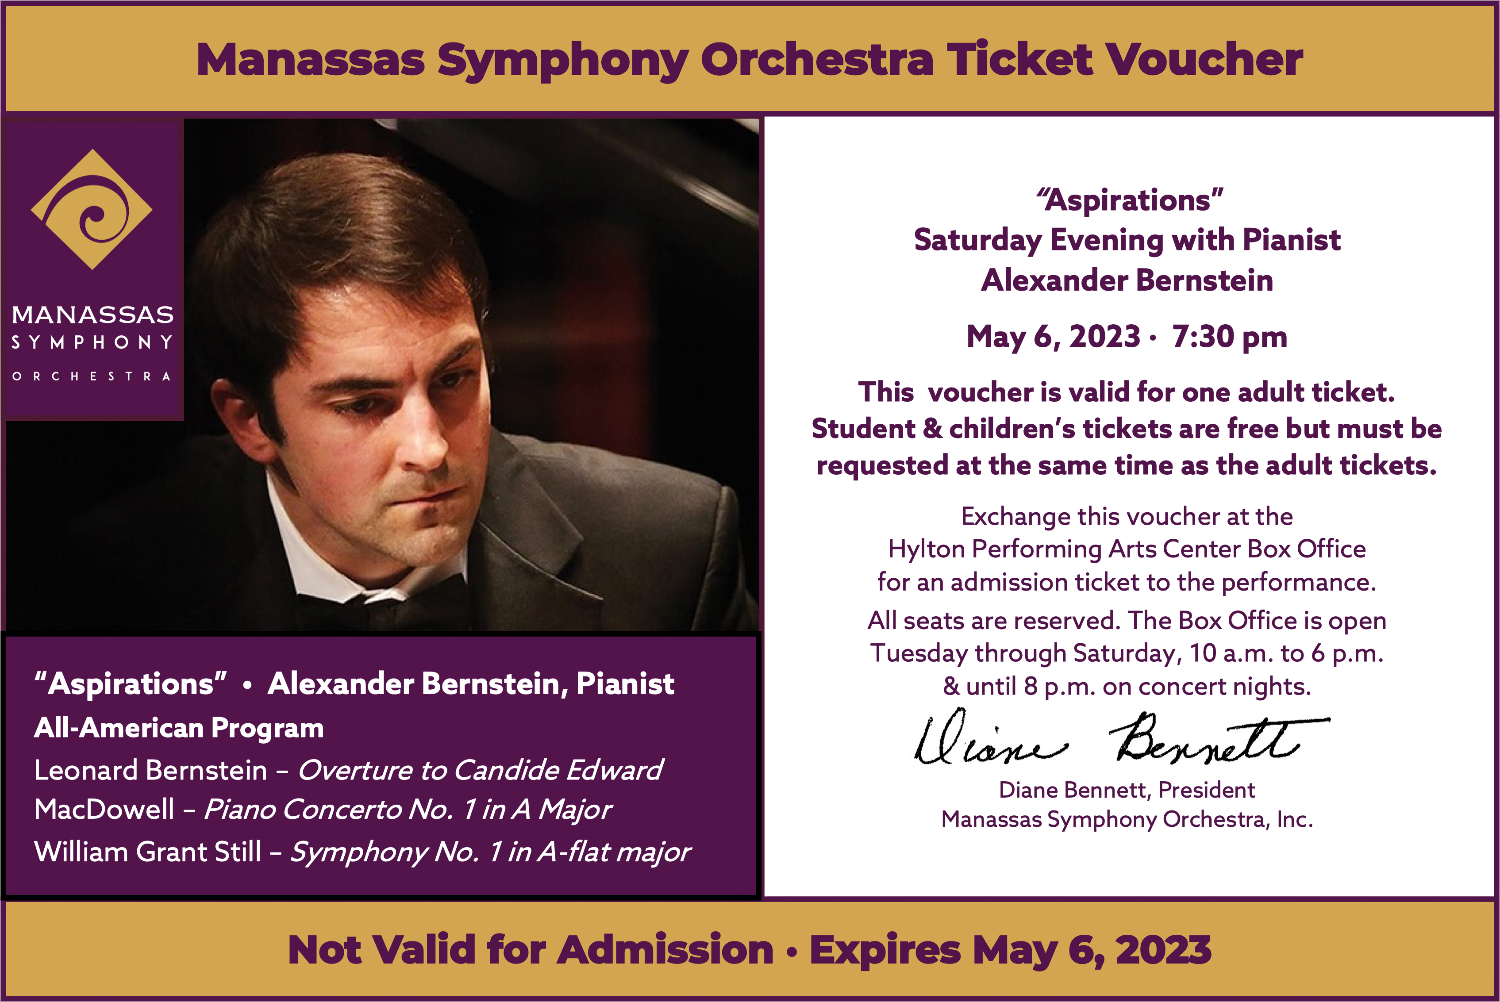 Manassas Symphony Orchestra Ticket Voucher
MANASSAS
SYMPHONY
ORCHESTRA
“Aspirations” • Alexander Bernstein, Pianist
All-American Program
Leonard Bernstein – Overture to Candide Edward
MacDowell – Piano Concerto No. 1 in A Major
William Grant Still – Symphony No. 1 in A-flat major
“Aspirations”
Saturday Evening with Pianist
Alexander Bernstein
May 6, 2023 · 7:30 pm
This voucher is valid for one adult ticket.
Student & children’s tickets are free but must be
requested at the same time as the adult tickets.
Exchange this voucher at the
Hylton Performing Arts Center Box Office
for an admission ticket to the performance.
All seats are reserved. The Box Office is open
Tuesday through Saturday, 10 a.m. to 6 p.m.
& until 8 p.m. on concert nights.
Diane Bennett
Diane Bennett, President
Manassas Symphony Orchestra, Inc.
Not Valid for Admission • Expires May 6, 2023